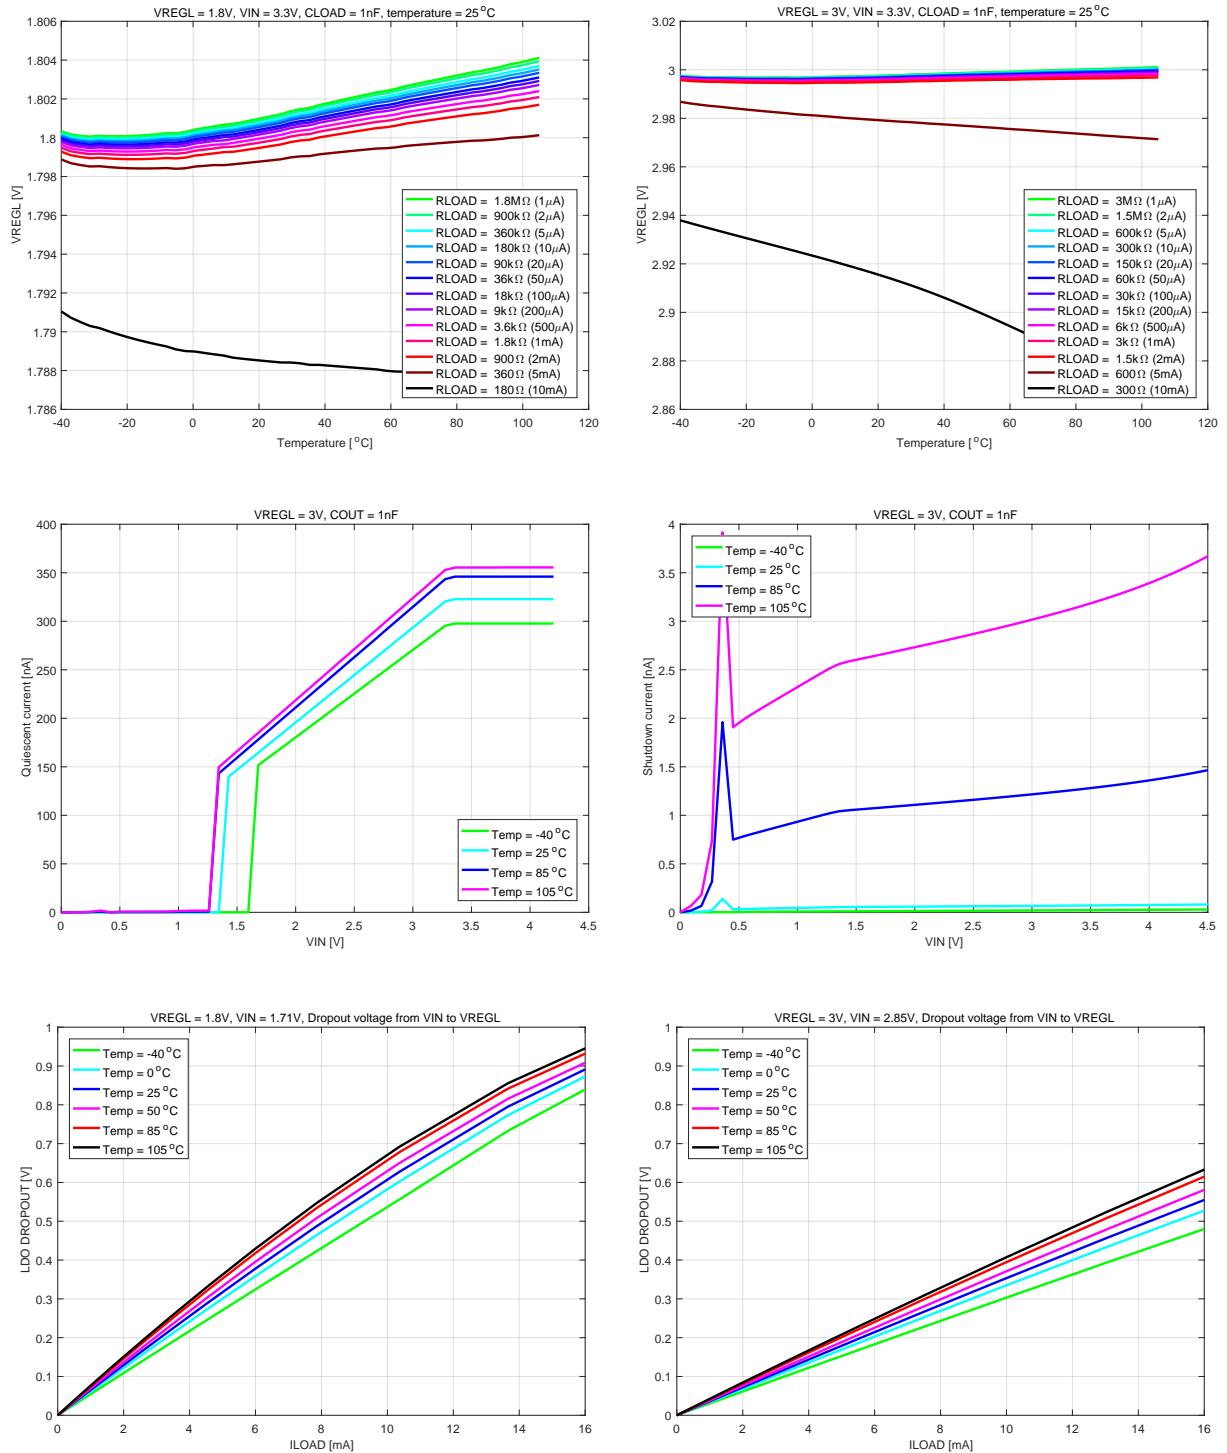 VREGL = 1.8V, VIN = 3.3V, CLOAD = 1nF, temperature = 25°C
1.806
1.804
1.802
1.8
1.798
1.796
1.794
1.792
1.79
1.788
1.786
VREGL [V]
RLOAD = 1.8MΩ (1μA)
RLOAD = 900kΩ (2μA)
RLOAD = 360kΩ (5μA)
RLOAD = 180kΩ (10μA)
RLOAD = 90kΩ (20μA)
RLOAD = 36kΩ (50μA)
RLOAD = 18kΩ (100μA)
RLOAD = 9kΩ (200μA)
RLOAD = 3.6kΩ (500μA)
RLOAD = 1.8kΩ (1mA)
RLOAD = 900Ω (2mA)
RLOAD = 360Ω (5mA)
RLOAD = 180Ω (10mA)
-40 -20 0 20 40 60 80 100 120
Temperature [°C]
VREGL = 3V, VIN = 3.3V, CLOAD = 1nF, temperature = 25°C
3.02
3
2.98
2.96
2.94
2.92
2.9
2.88
2.86
VREGL [V]
RLOAD = 3MΩ (1μA)
RLOAD = 1.5MΩ (2μA)
RLOAD = 600kΩ (5μA)
RLOAD = 300kΩ (10μA)
RLOAD = 150kΩ (20μA)
RLOAD = 60kΩ (50μA)
RLOAD = 30kΩ (100μA)
RLOAD = 15kΩ (200μA)
RLOAD = 6kΩ (500μA)
RLOAD = 3kΩ (1mA)
RLOAD = 1.5kΩ (2mA)
RLOAD = 600Ω (5mA)
RLOAD = 300Ω (10mA)
-40 -20 0 20 40 60 80 100 120
Temperature [°C]
VREGL = 3V, COUT = 1nF
400
350
300
250
200
150
100
50
0
Quiescent current [nA]
Temp = -40°C
Temp = 25°C
Temp = 85°C
Temp = 105°C
0 0.5 1 1.5 2 2.5 3 3.5 4 4.5
VIN [V]
VREGL = 3V, COUT = 1nF
4
3.5
3
2.5
2
1.5
1
0.5
0
Shutdown current [nA]
Temp = -40°C
Temp = 25°C
Temp = 85°C
Temp = 105°C
0 0.5 1 1.5 2 2.5 3 3.5 4 4.5
VIN [V]
VREGL = 1.8V, VIN = 1.71V, Dropout voltage from VIN to VREGL
1
0.9
0.8
0.7
0.6
0.5
0.4
0.3
0.2
0.1
0
LDO DROPOUT [V]
Temp = -40°C
Temp = 0°C
Temp = 25°C
Temp = 50°C
Temp = 85°C
Temp = 105°C
0 2 4 6 8 10 12 14 16
ILOAD [mA]
VREGL = 3V, VIN = 2.85V, Dropout voltage from VIN to VREGL
1
0.9
0.8
0.7
0.6
0.5
0.4
0.3
0.2
0.1
0
LDO DROPOUT [V]
Temp = -40°C
Temp = 0°C
Temp = 25°C
Temp = 50°C
Temp = 85°C
Temp = 105°C
0 2 4 6 8 10 12 14 16
ILOAD [mA]